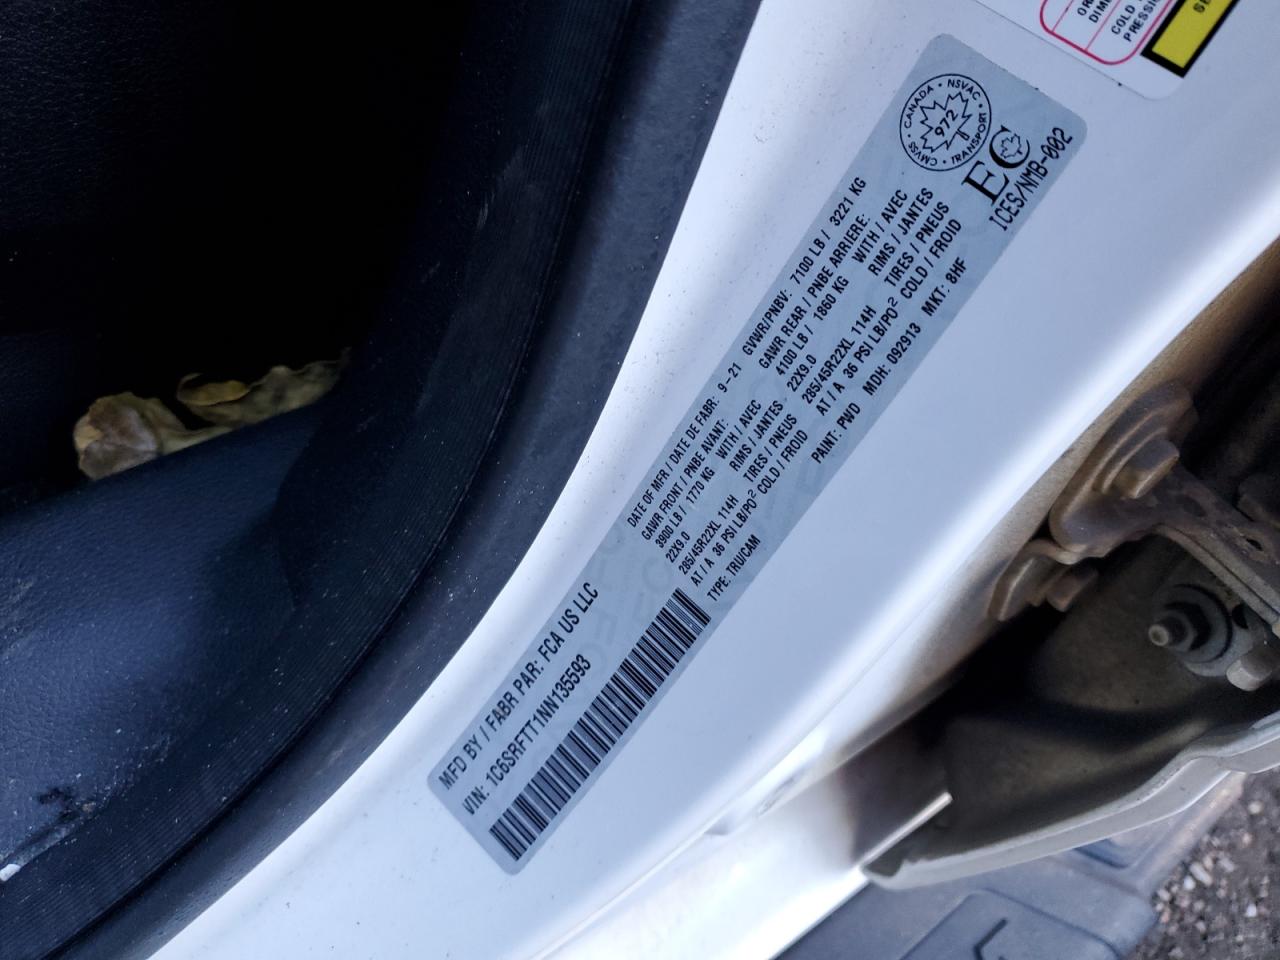 MFD BY / FABR PAR: FCA US LLC
DATE OF MFR / DATE DE FABR: 9-21 GVWR/PNBV: 7100 LB / 3221 KG
GAWR FRONT / PNBE AVANT: GAWR REAR / PNBE ARRIERE:
3900 LB / 1770 KG WITH / AVEC 4100 LB / 1860 KG WITH / AVEC
22X9.0 RIMS / JANTES 22X9.0 RIMS / JANTES
285/45R22XL 114H TIRES / PNEUS 285/45R22XL 114H TIRES / PNEUS
AT / A 36 PSI LB/PO² COLD / FROID AT / A 36 PSI LB/PO² COLD / FROID
VIN: 1C6SRFTT1NN135593
TYPE: TRU/CAM PAINT: PWD MDH: 092913 MKT: 8HF
CANADA • NSVAC • TRANSPORT • CMVSS •
972
EC
ICES/NMB-002
COLD